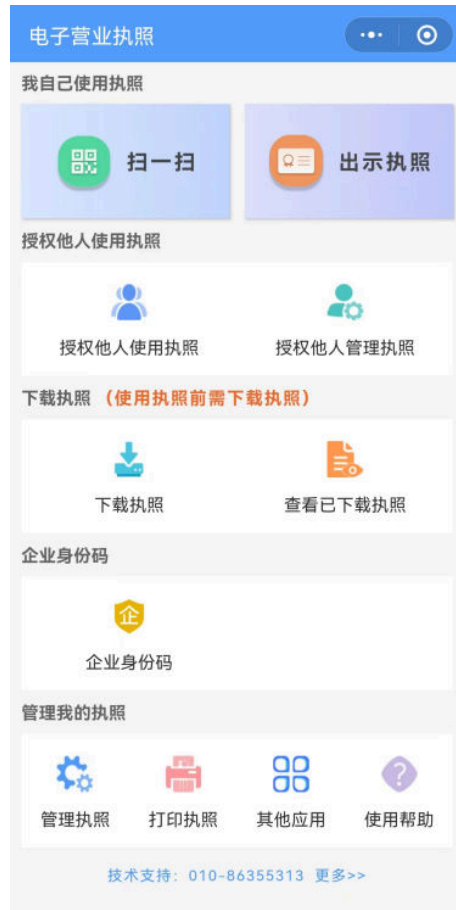 电子营业执照
我自己使用执照
扫一扫
出示执照
授权他人使用执照
授权他人使用执照
授权他人管理执照
下载执照 (使用执照前需下载执照)
下载执照
查看已下载执照
企业身份码
企
企业身份码
管理我的执照
管理执照
打印执照
其他应用
使用帮助
技术支持: 010-86355313 更多>>